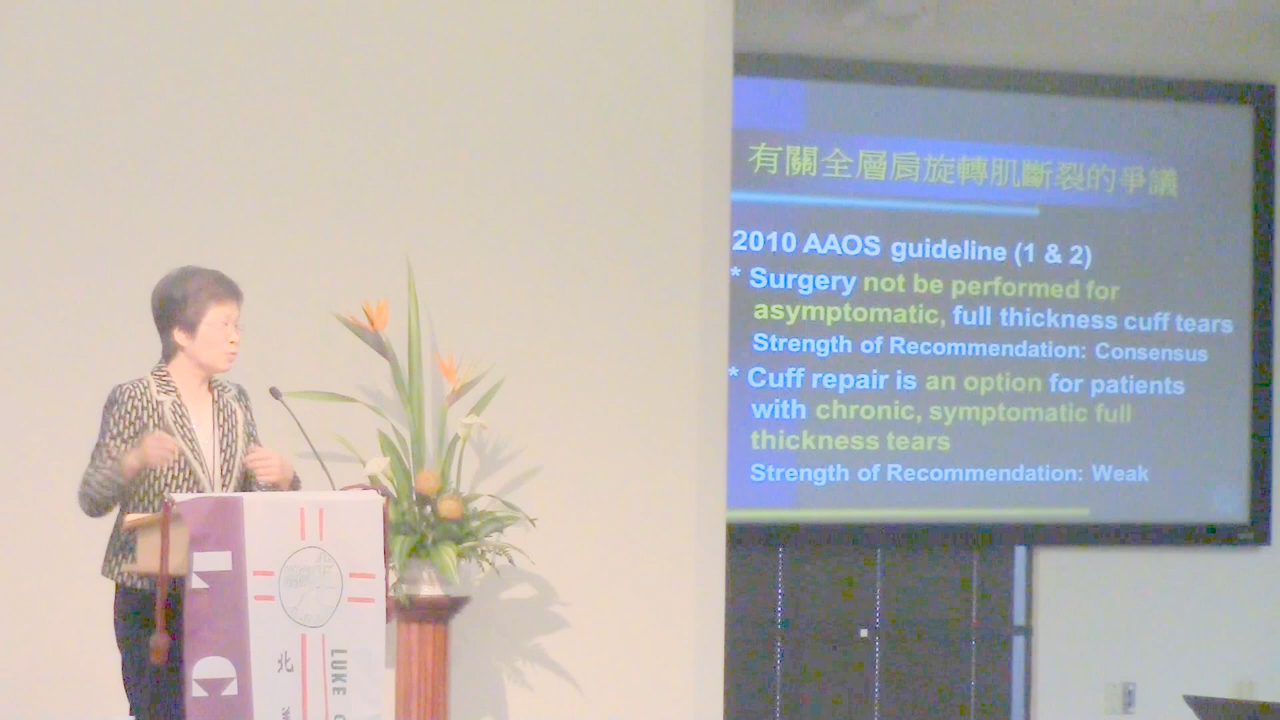 有關全層肩旋轉肌斷裂的爭議
2010 AAOS guideline (1 & 2)
* Surgery not be performed for
asymptomatic, full thickness cuff tears
Strength of Recommendation: Consensus
* Cuff repair is an option for patients
with chronic, symptomatic full
thickness tears
Strength of Recommendation: Weak
L C
北
LUKE